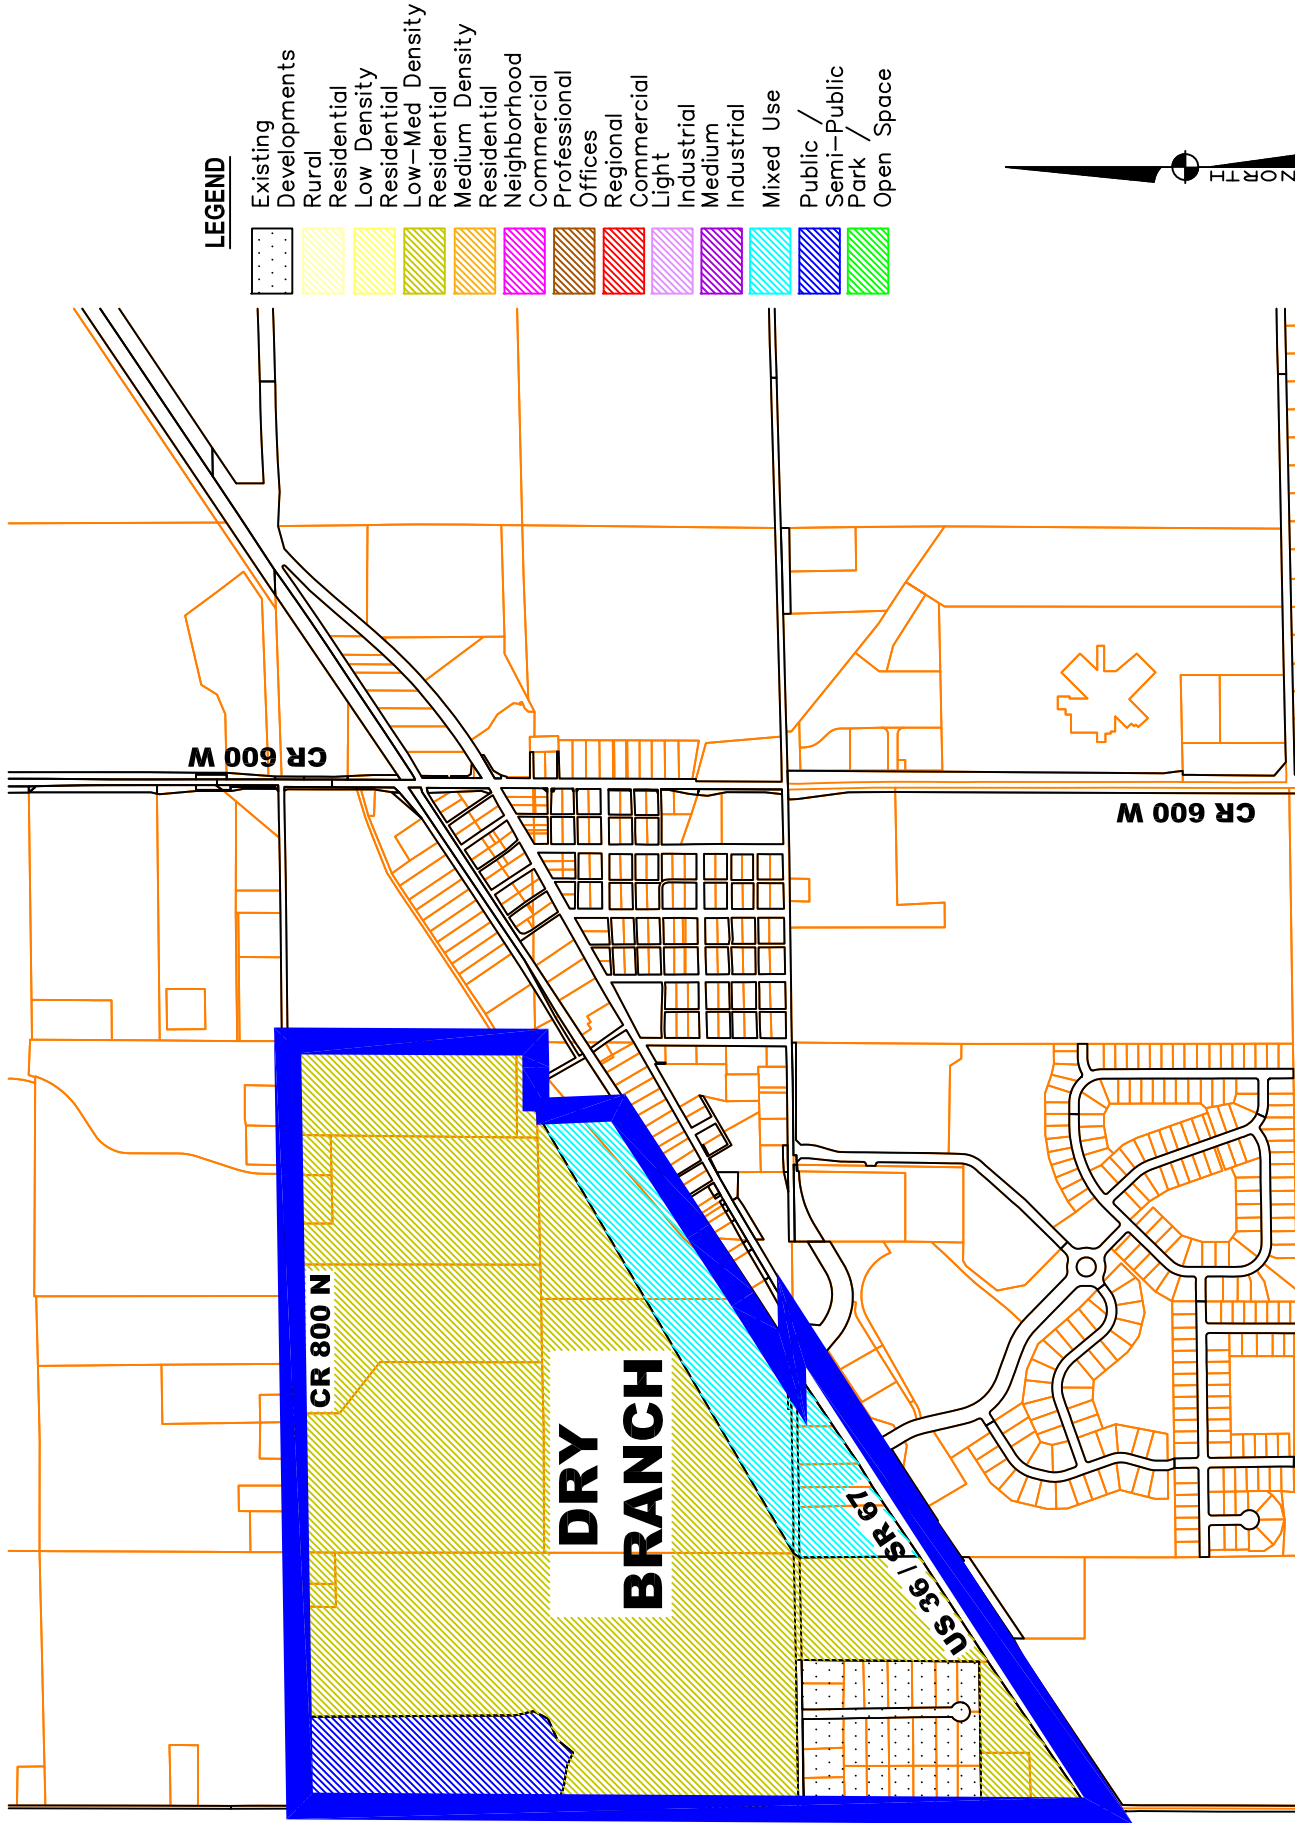 LEGEND
Existing
Developments
Rural
Residential
Low Density
Residential
Low-Med Density
Residential
Medium Density
Residential
Neighborhood
Commercial
Professional
Offices
Regional
Commercial
Light
Industrial
Medium
Industrial
Mixed Use
Public /
Semi-Public
Park /
Open Space
NORTH
CR 600 W
CR 600 W
CR 800 N
DRY
BRANCH
US 36 / SR 67